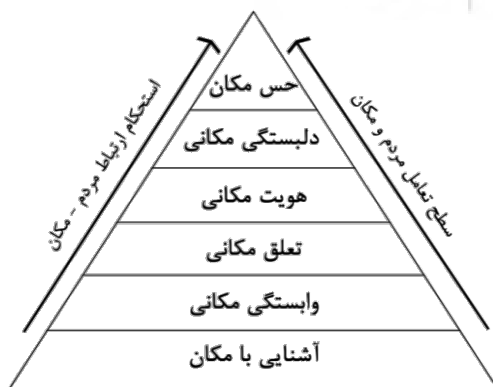 حس مکان
دلبستگی مکانی
هویت مکانی
تعلق مکانی
وابستگی مکانی
آشنایی با مکان
سطح تعامل مردم و مکان
استحکام ارتباط مردم - مکان